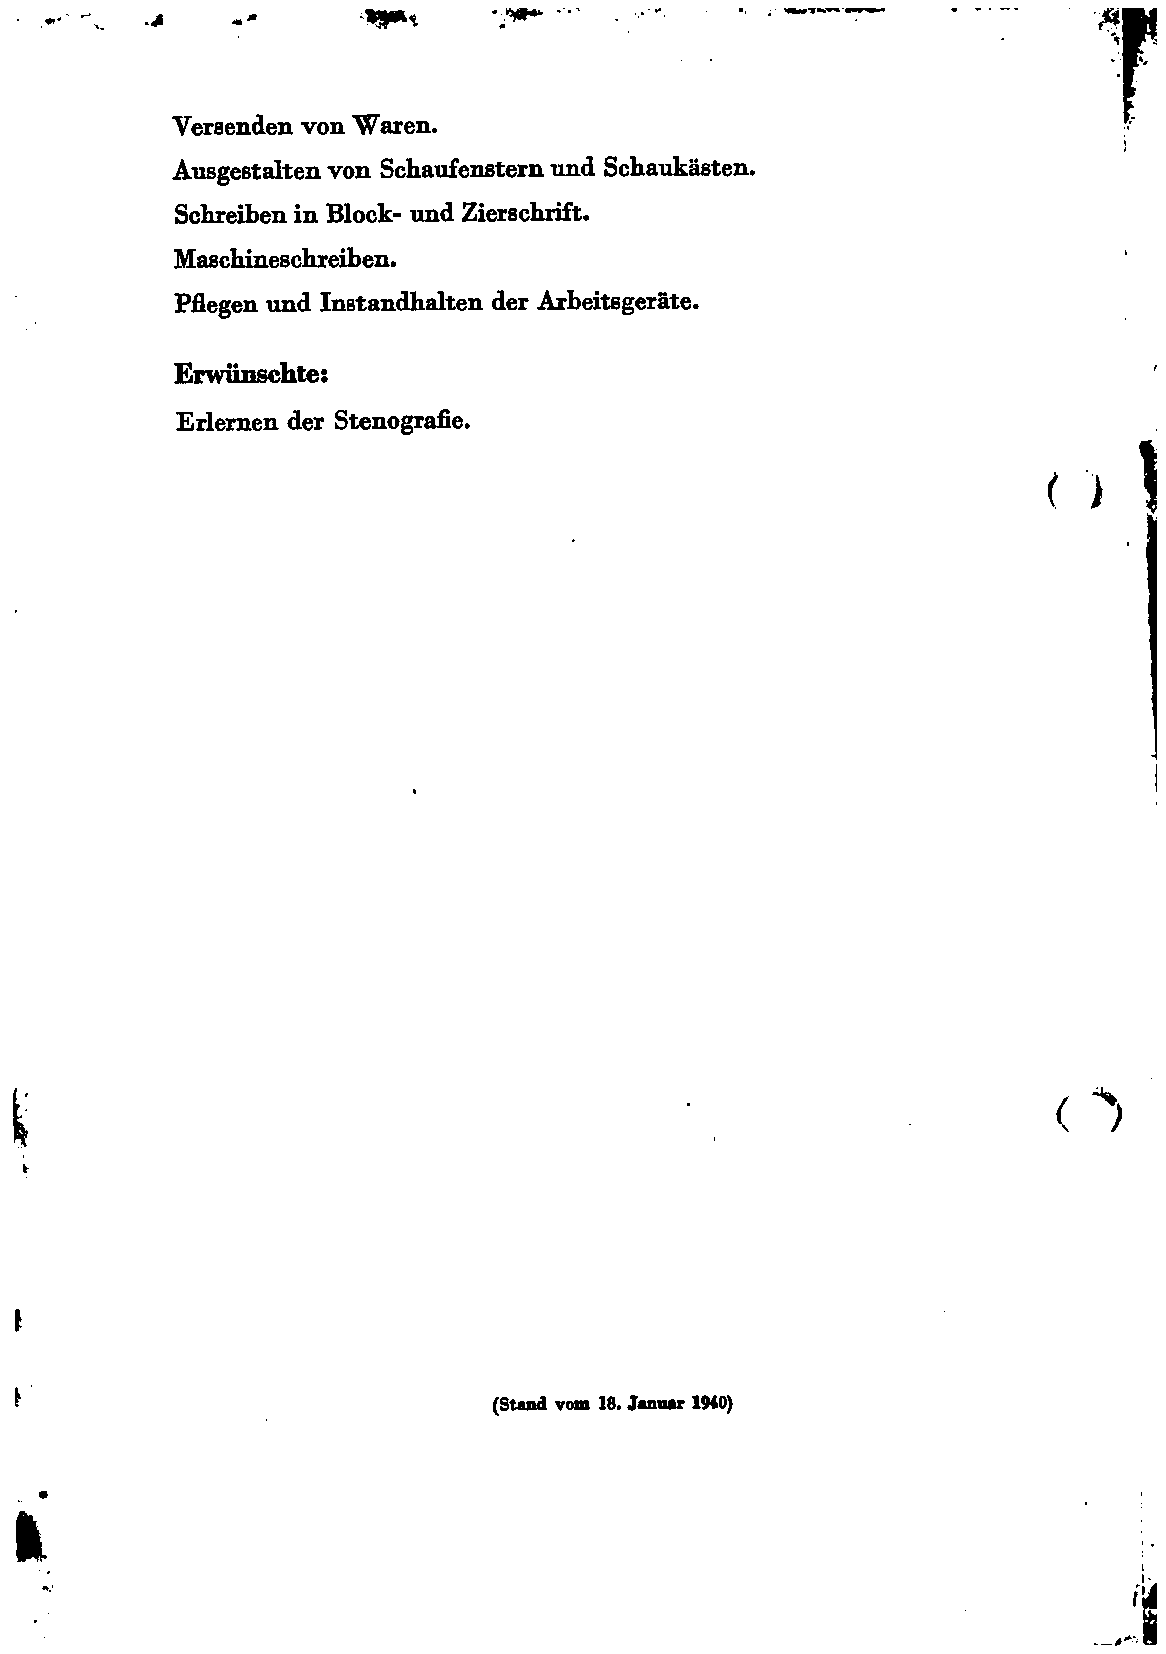 Versenden von Waren.
Ausgestalten von Schaufenstern und Schaukästen.
Schreiben in Block- und Zierschrift.
Maschineschreiben.
Pflegen und Instandhalten der Arbeitsgeräte.
Erwünschte:
Erlernen der Stenografie.
(Stand vom 18. Januar 1940)